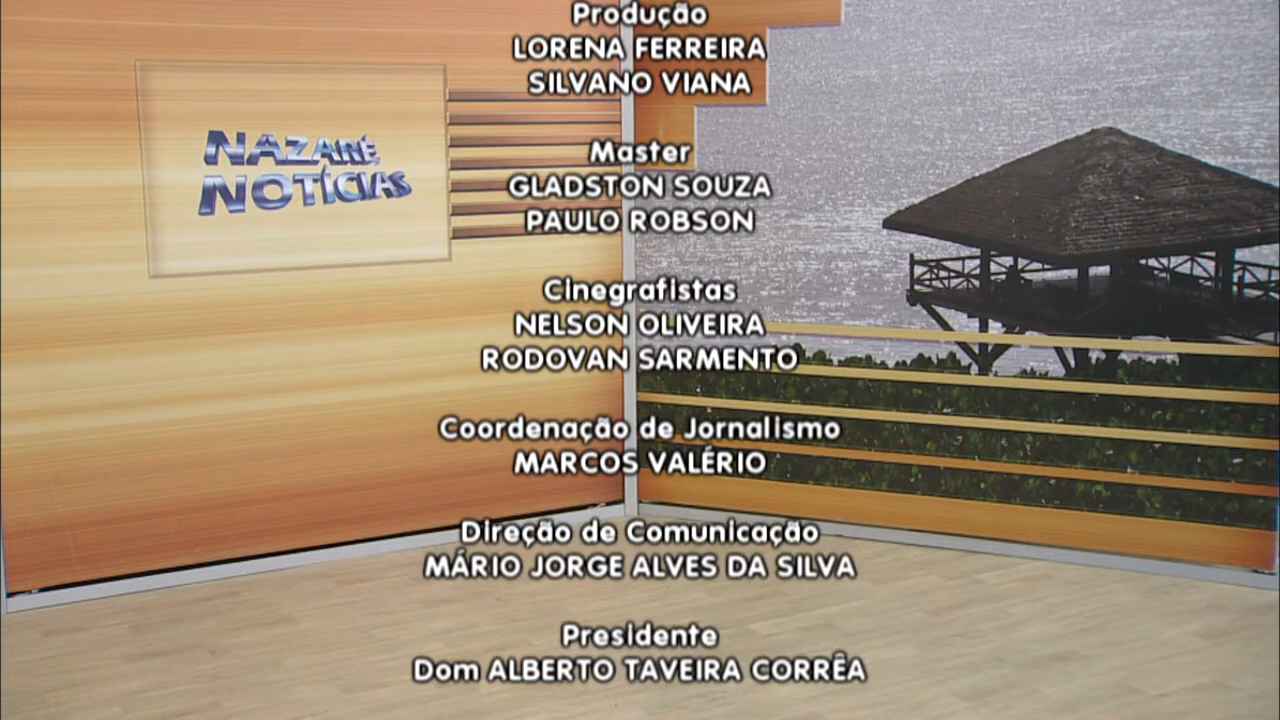 Produção
LORENA FERREIRA
SILVANO VIANA
Master
GLADSTON SOUZA
PAULO ROBSON
Cinegrafistas
NELSON OLIVEIRA
RODOVAN SARMENTO
Coordenação de Jornalismo
MARCOS VALÉRIO
Direção de Comunicação
MÁRIO JORGE ALVES DA SILVA
Presidente
Dom ALBERTO TAVEIRA CORRÊA
NAZARÉ
NOTÍCIAS